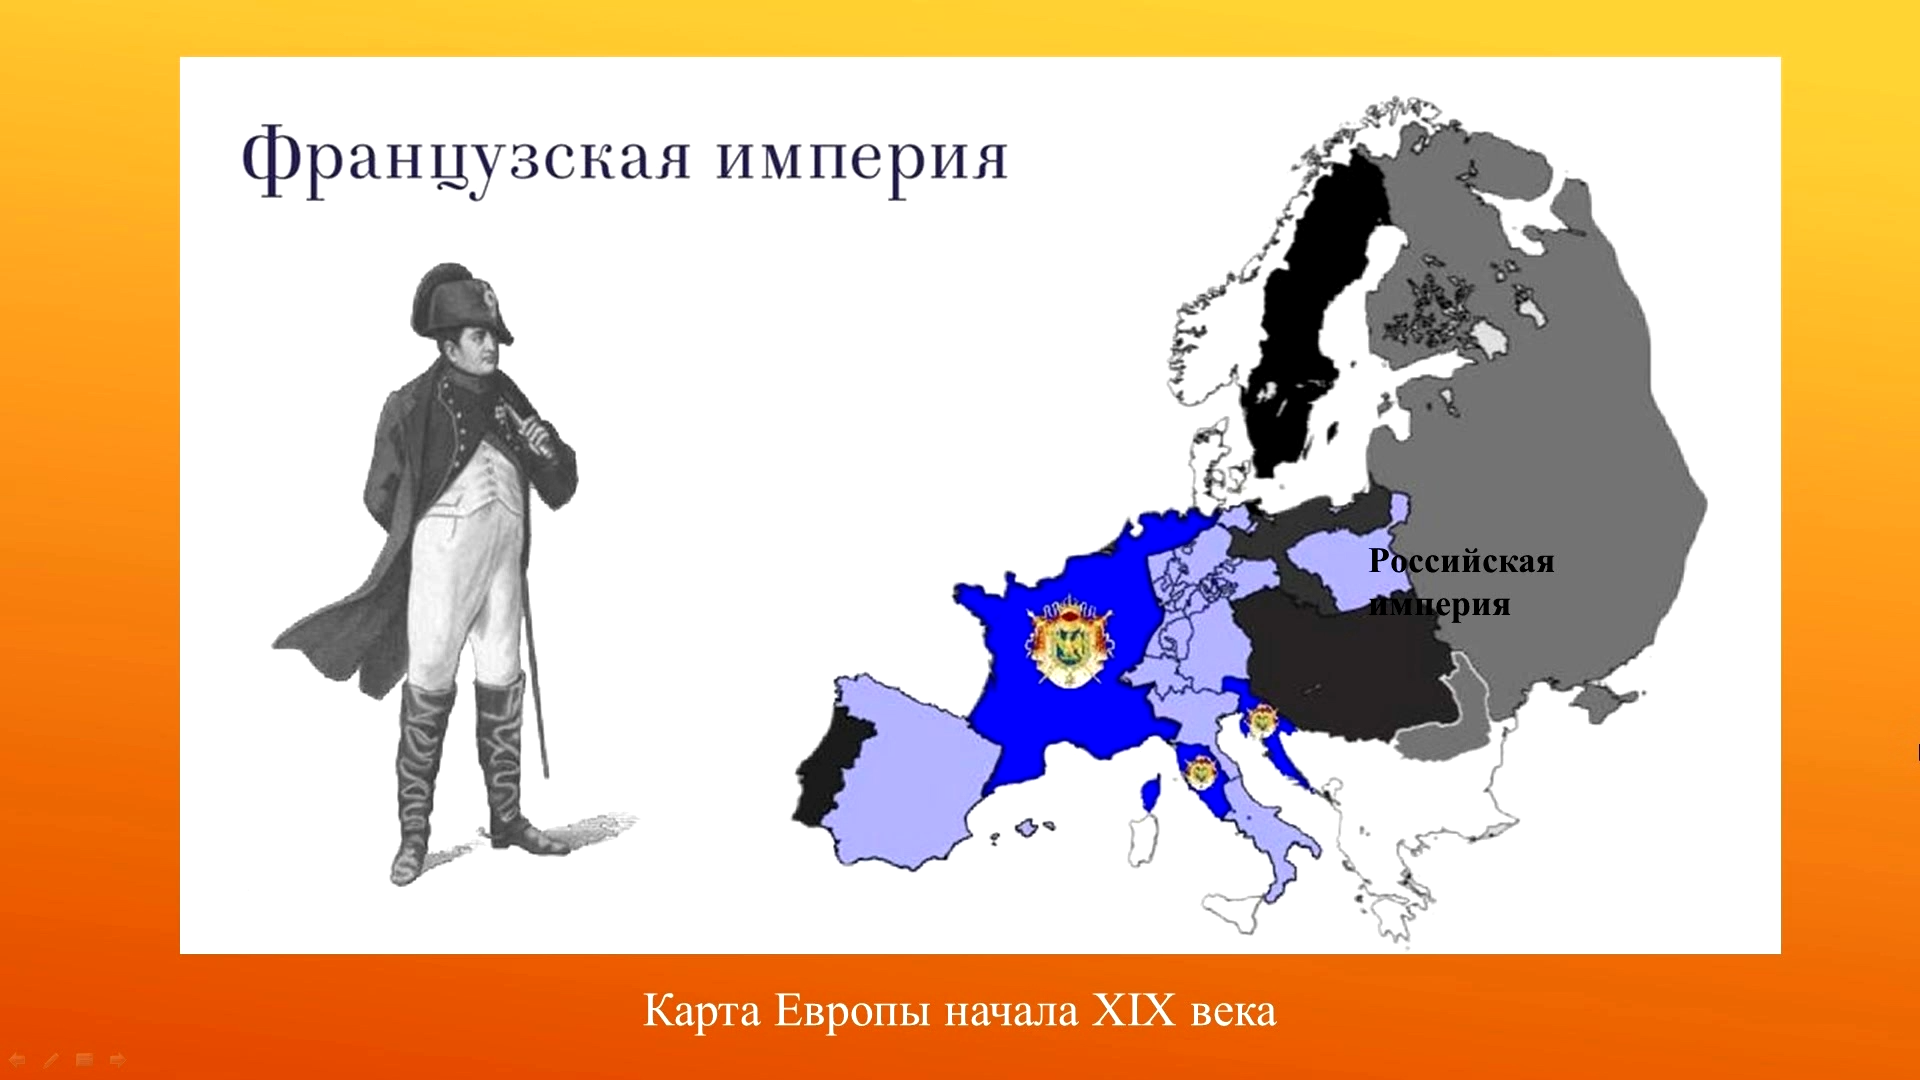 Французская империя
Российская
империя
Карта Европы начала XIX века